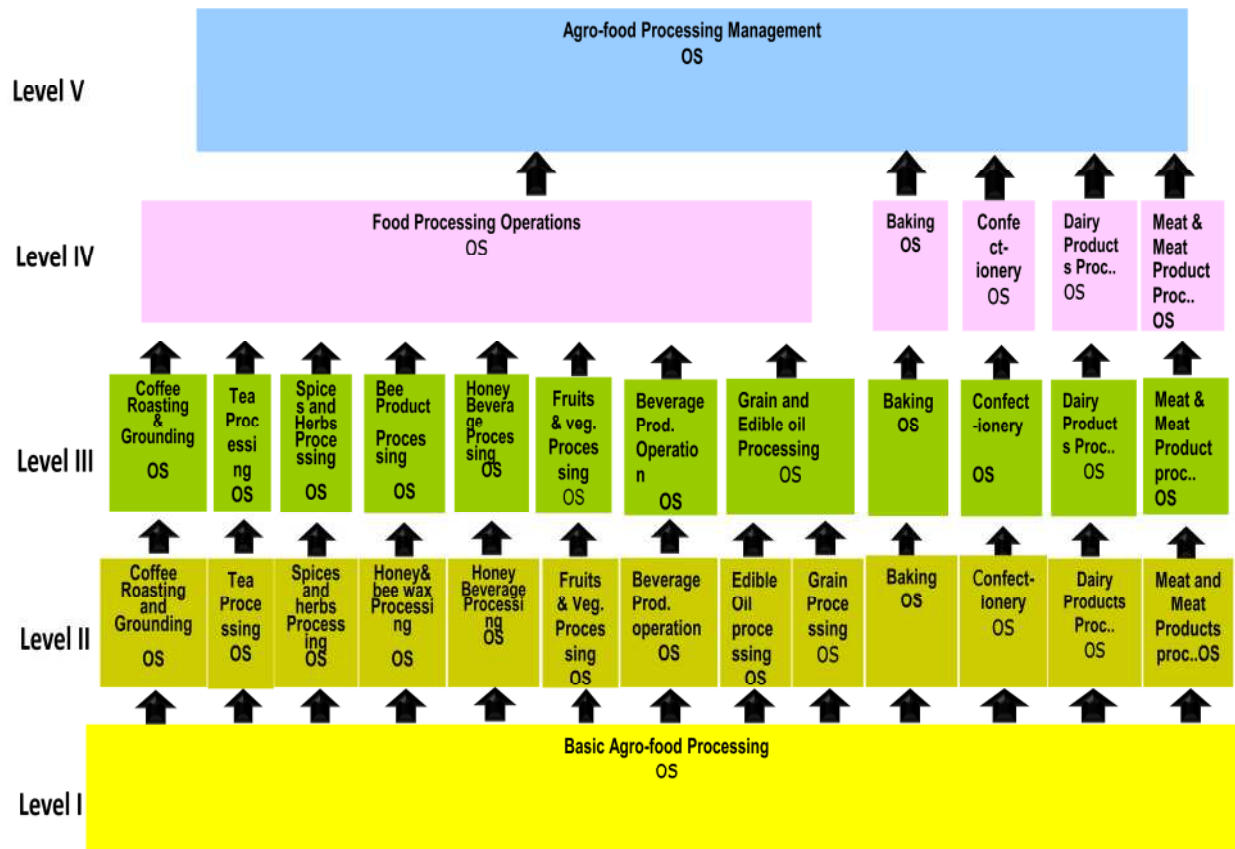 Agro-food Processing Management
OS
Level V
Food Processing Operations
OS
Baking
OS
Confe
ct-
ionery
OS
Dairy
Product
s Proc..
OS
Meat &
Meat
Product
Proc..
OS
Level IV
Coffee
Roasting
&
Grounding
OS
Tea
Proc
essi
ng
OS
Spice
s and
Herbs
Processing
OS
Bee
Product
Proces
sing
OS
Honey
Bevera
ge
Proces
sing
OS
Fruits
& veg.
Proces
sing
OS
Beverage
Prod.
Operatio
n
OS
Grain and
Edible oil
Processing
OS
Baking
OS
Confect
-ionery
OS
Dairy
Product
s Proc..
OS
Meat &
Meat
Product
proc..
OS
Level III
Coffee
Roasting
and
Grounding
OS
Tea
Proce
ssing
OS
Spices
and
herbs
Process
ing
OS
Honey&
bee wax
Processi
ng
OS
Honey
Beverage
Processi
ng
OS
Fruits
& Veg.
Proces
sing
OS
Beverage
Prod.
operation
OS
Edible
Oil
proce
ssing
OS
Grain
Proce
ssing
OS
Baking
OS
Confect-
ionery
OS
Dairy
Products
Proc..
OS
Meat and
Meat
Products
proc..OS
Level II
Basic Agro-food Processing
OS
Level I